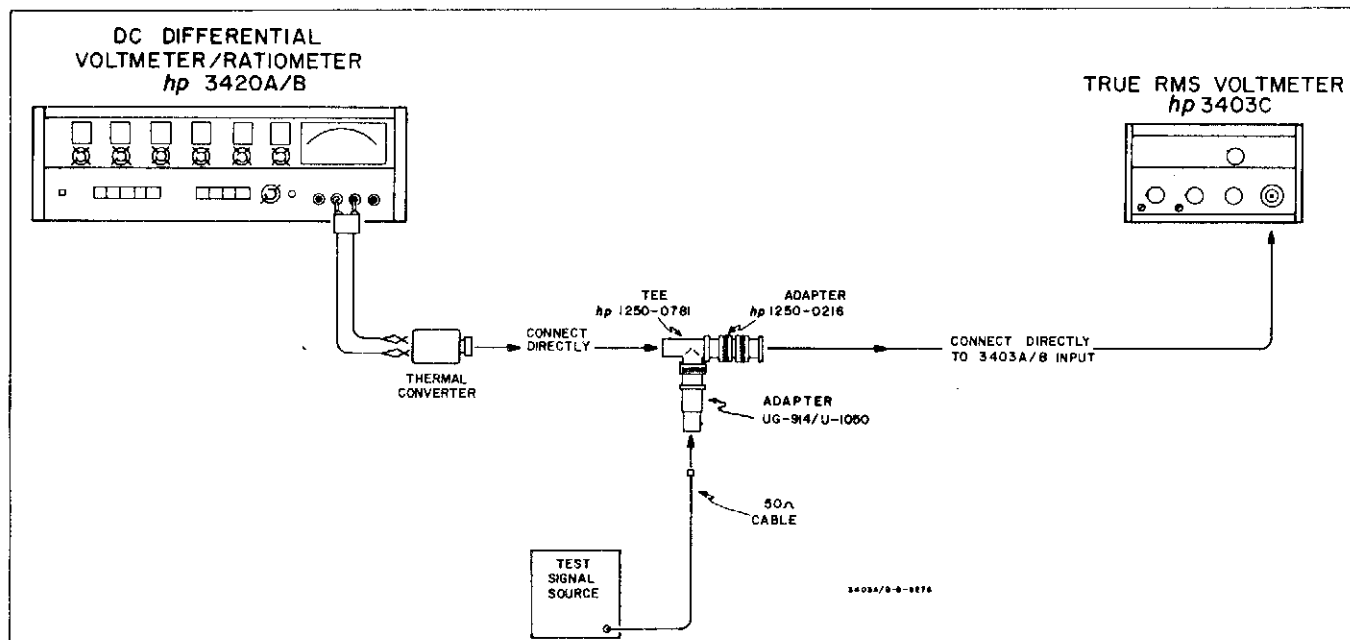 DC DIFFERENTIAL
VOLTMETER/RATIOMETER
hp 3420A/B
TRUE RMS VOLTMETER
hp 3403C
TEE
hp 1250-0781
ADAPTER
hp 1250-0216
CONNECT
DIRECTLY
CONNECT DIRECTLY
TO 3403A/B INPUT
THERMAL
CONVERTER
ADAPTER
UG-914/U-1050
50Ω
CABLE
TEST
SIGNAL
SOURCE